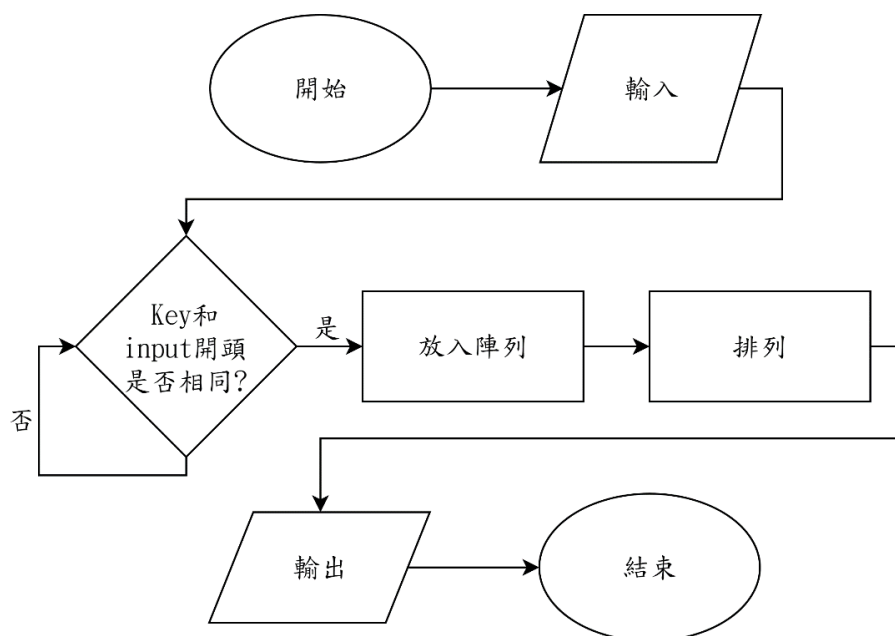 開始
輸入
Key和
input開頭
是否相同?
是
放入陣列
排列
否
輸出
結束